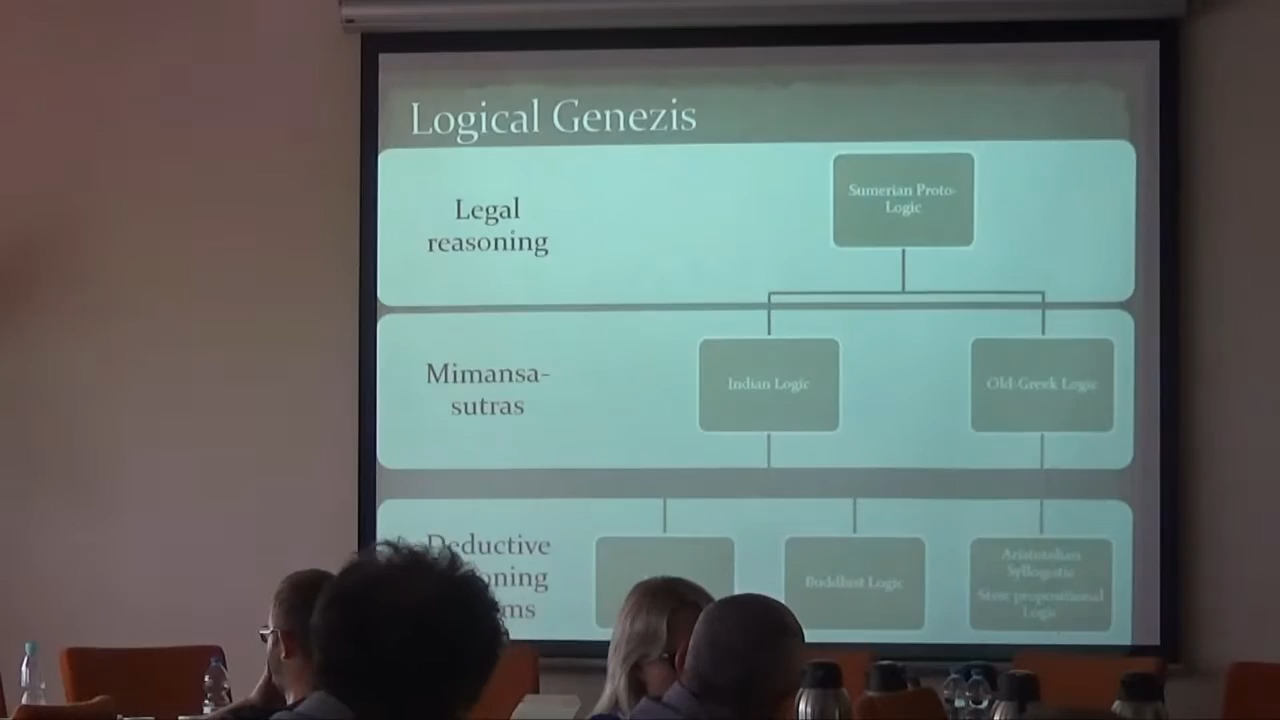 Logical Genezis
Legal
reasoning
Sumerian Proto-
Logic
Mimansa-
sutras
Indian Logic
Old-Greek Logic
Deductive
Buddhist Logic
Aristotelian
Syllogistic
Stoic propositional
Logic